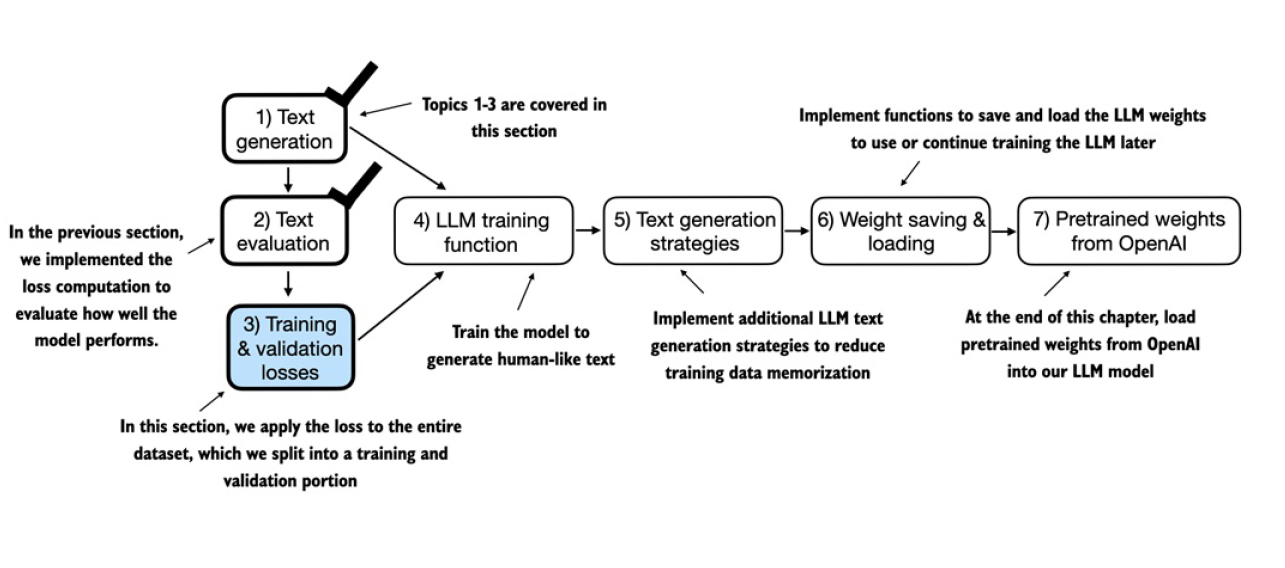 1) Text
generation
Topics 1-3 are covered in
this section
2) Text
evaluation
In the previous section,
we implemented the
loss computation to
evaluate how well the
model performs.
3) Training
& validation
losses
In this section, we apply the loss to the entire
dataset, which we split into a training and
validation portion
4) LLM training
function
Train the model to
generate human-like text
5) Text generation
strategies
Implement additional LLM text
generation strategies to reduce
training data memorization
Implement functions to save and load the LLM weights
to use or continue training the LLM later
6) Weight saving &
loading
7) Pretrained weights
from OpenAI
At the end of this chapter, load
pretrained weights from OpenAI
into our LLM model